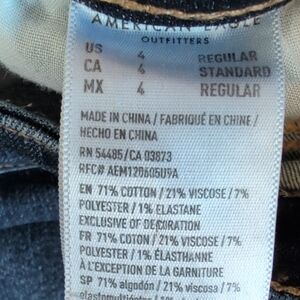 AMERICAN EAGLE
OUTFITTERS
US 4 REGULAR
CA 4 STANDARD
MX 4 REGULAR
MADE IN CHINA / FABRIQUÉ EN CHINE /
HECHO EN CHINA
RN 54485/ CA 03873
RFC# AEM120605U9A
EN 71% COTTON / 21% VISCOSE / 7%
POLYESTER / 1% ELASTANE
EXCLUSIVE OF DECORATION
FR 71% COTON / 21% VISCOSE / 7%
POLYESTER / 1% ÉLASTHANNE
À L'EXCEPTION DE LA GARNITURE
SP 71% algodón / 21% viscosa / 7%